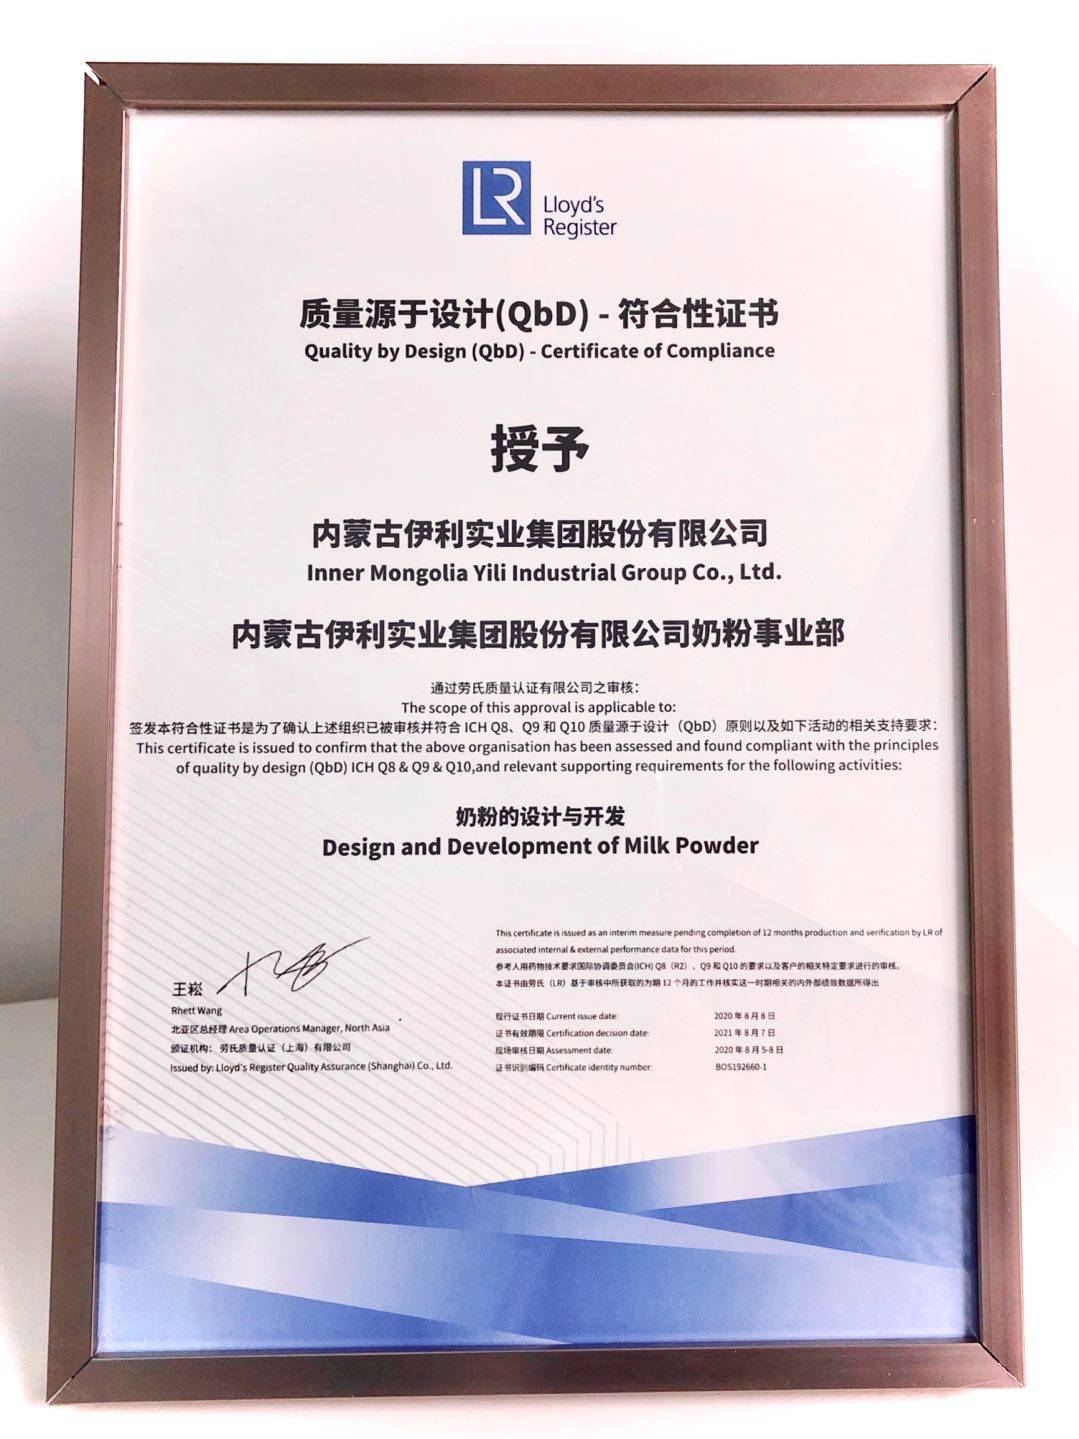 LR Lloyd's
Register
质量源于设计(QbD) - 符合性证书
Quality by Design (QbD) - Certificate of Compliance
授予
内蒙古伊利实业集团股份有限公司
Inner Mongolia Yili Industrial Group Co., Ltd.
内蒙古伊利实业集团股份有限公司奶粉事业部
通过劳氏质量认证有限公司之审核：
The scope of this approval is applicable to:
签发本符合性证书是为了确认上述组织已被审核并符合 ICH Q8、Q9 和 Q10 质量源于设计（QbD）原则以及如下活动的相关支持要求：
This certificate is issued to confirm that the above organisation has been assessed and found compliant with the principles
of quality by design (QbD) ICH Q8 & Q9 & Q10,and relevant supporting requirements for the following activities:
奶粉的设计与开发
Design and Development of Milk Powder
王崧
Rhett Wang
北亚区总经理 Area Operations Manager, North Asia
颁证机构： 劳氏质量认证（上海）有限公司
Issued by: Lloyd's Register Quality Assurance (Shanghai) Co., Ltd.
This certificate is issued as an interim measure pending completion of 12 months production and verification by LR of
associated internal & external performance data for this period.
参考人用药物技术要求国际协调委员会(ICH) Q8（R2）、Q9 和 Q10 的要求以及客户的相关特定要求进行的审核。
本证书由劳氏（LR）基于审核中所获取的为期 12 个月的工作并核实这一时期相关的内外部绩效数据所得出
现行证书日期 Current issue date: 2020 年 8 月 8 日
证书有效期限 Certification decision date: 2021 年 8 月 7 日
现场审核日期 Assessment date: 2020 年 8 月 5-8 日
证书识别编码 Certificate identity number: BOS192660-1